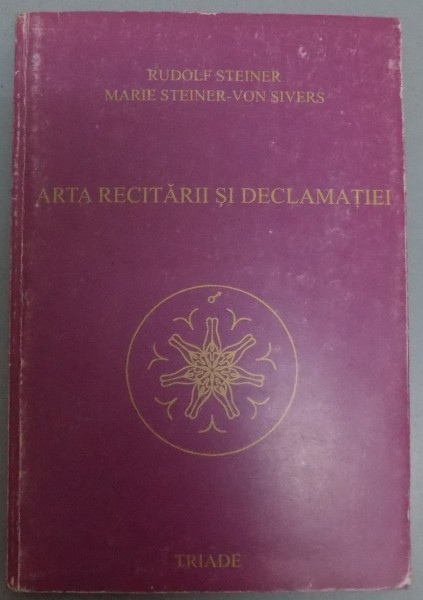 RUDOLF STEINER
MARIE STEINER-VON SIVERS
ARTA RECITĂRII ȘI DECLAMAȚIEI
TRIADE